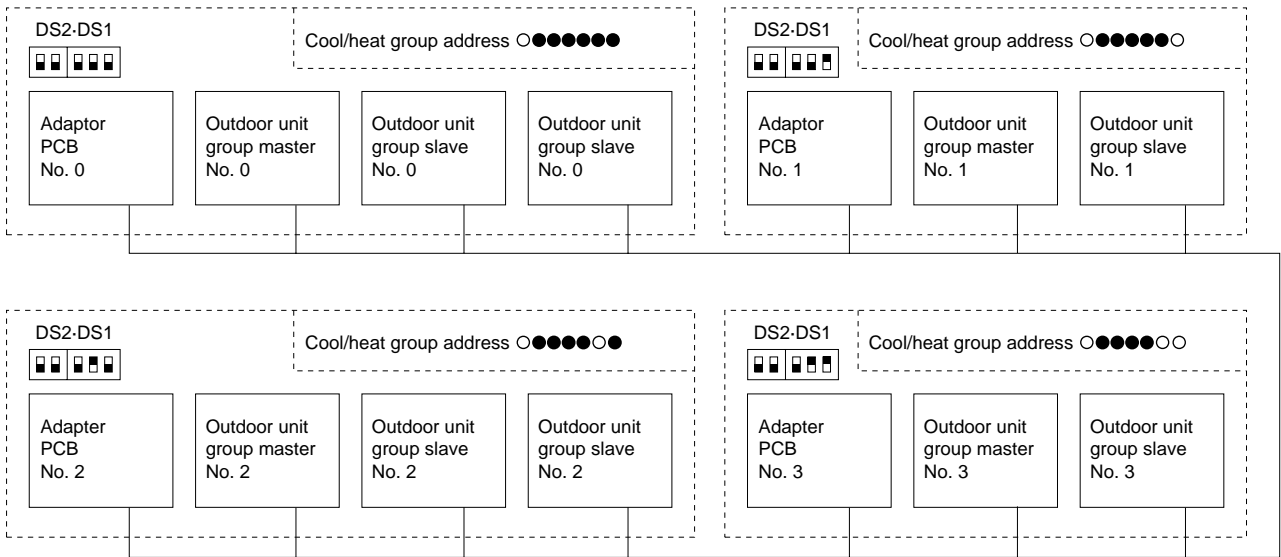 DS2·DS1
Cool/heat group address ○●●●●●●
Adaptor
PCB
No. 0
Outdoor unit
group master
No. 0
Outdoor unit
group slave
No. 0
Outdoor unit
group slave
No. 0
DS2·DS1
Cool/heat group address ○●●●●●○
Adaptor
PCB
No. 1
Outdoor unit
group master
No. 1
Outdoor unit
group slave
No. 1
DS2·DS1
Cool/heat group address ○●●●●○●
Adapter
PCB
No. 2
Outdoor unit
group master
No. 2
Outdoor unit
group slave
No. 2
Outdoor unit
group slave
No. 2
DS2·DS1
Cool/heat group address ○●●●●○○
Adapter
PCB
No. 3
Outdoor unit
group master
No. 3
Outdoor unit
group slave
No. 3